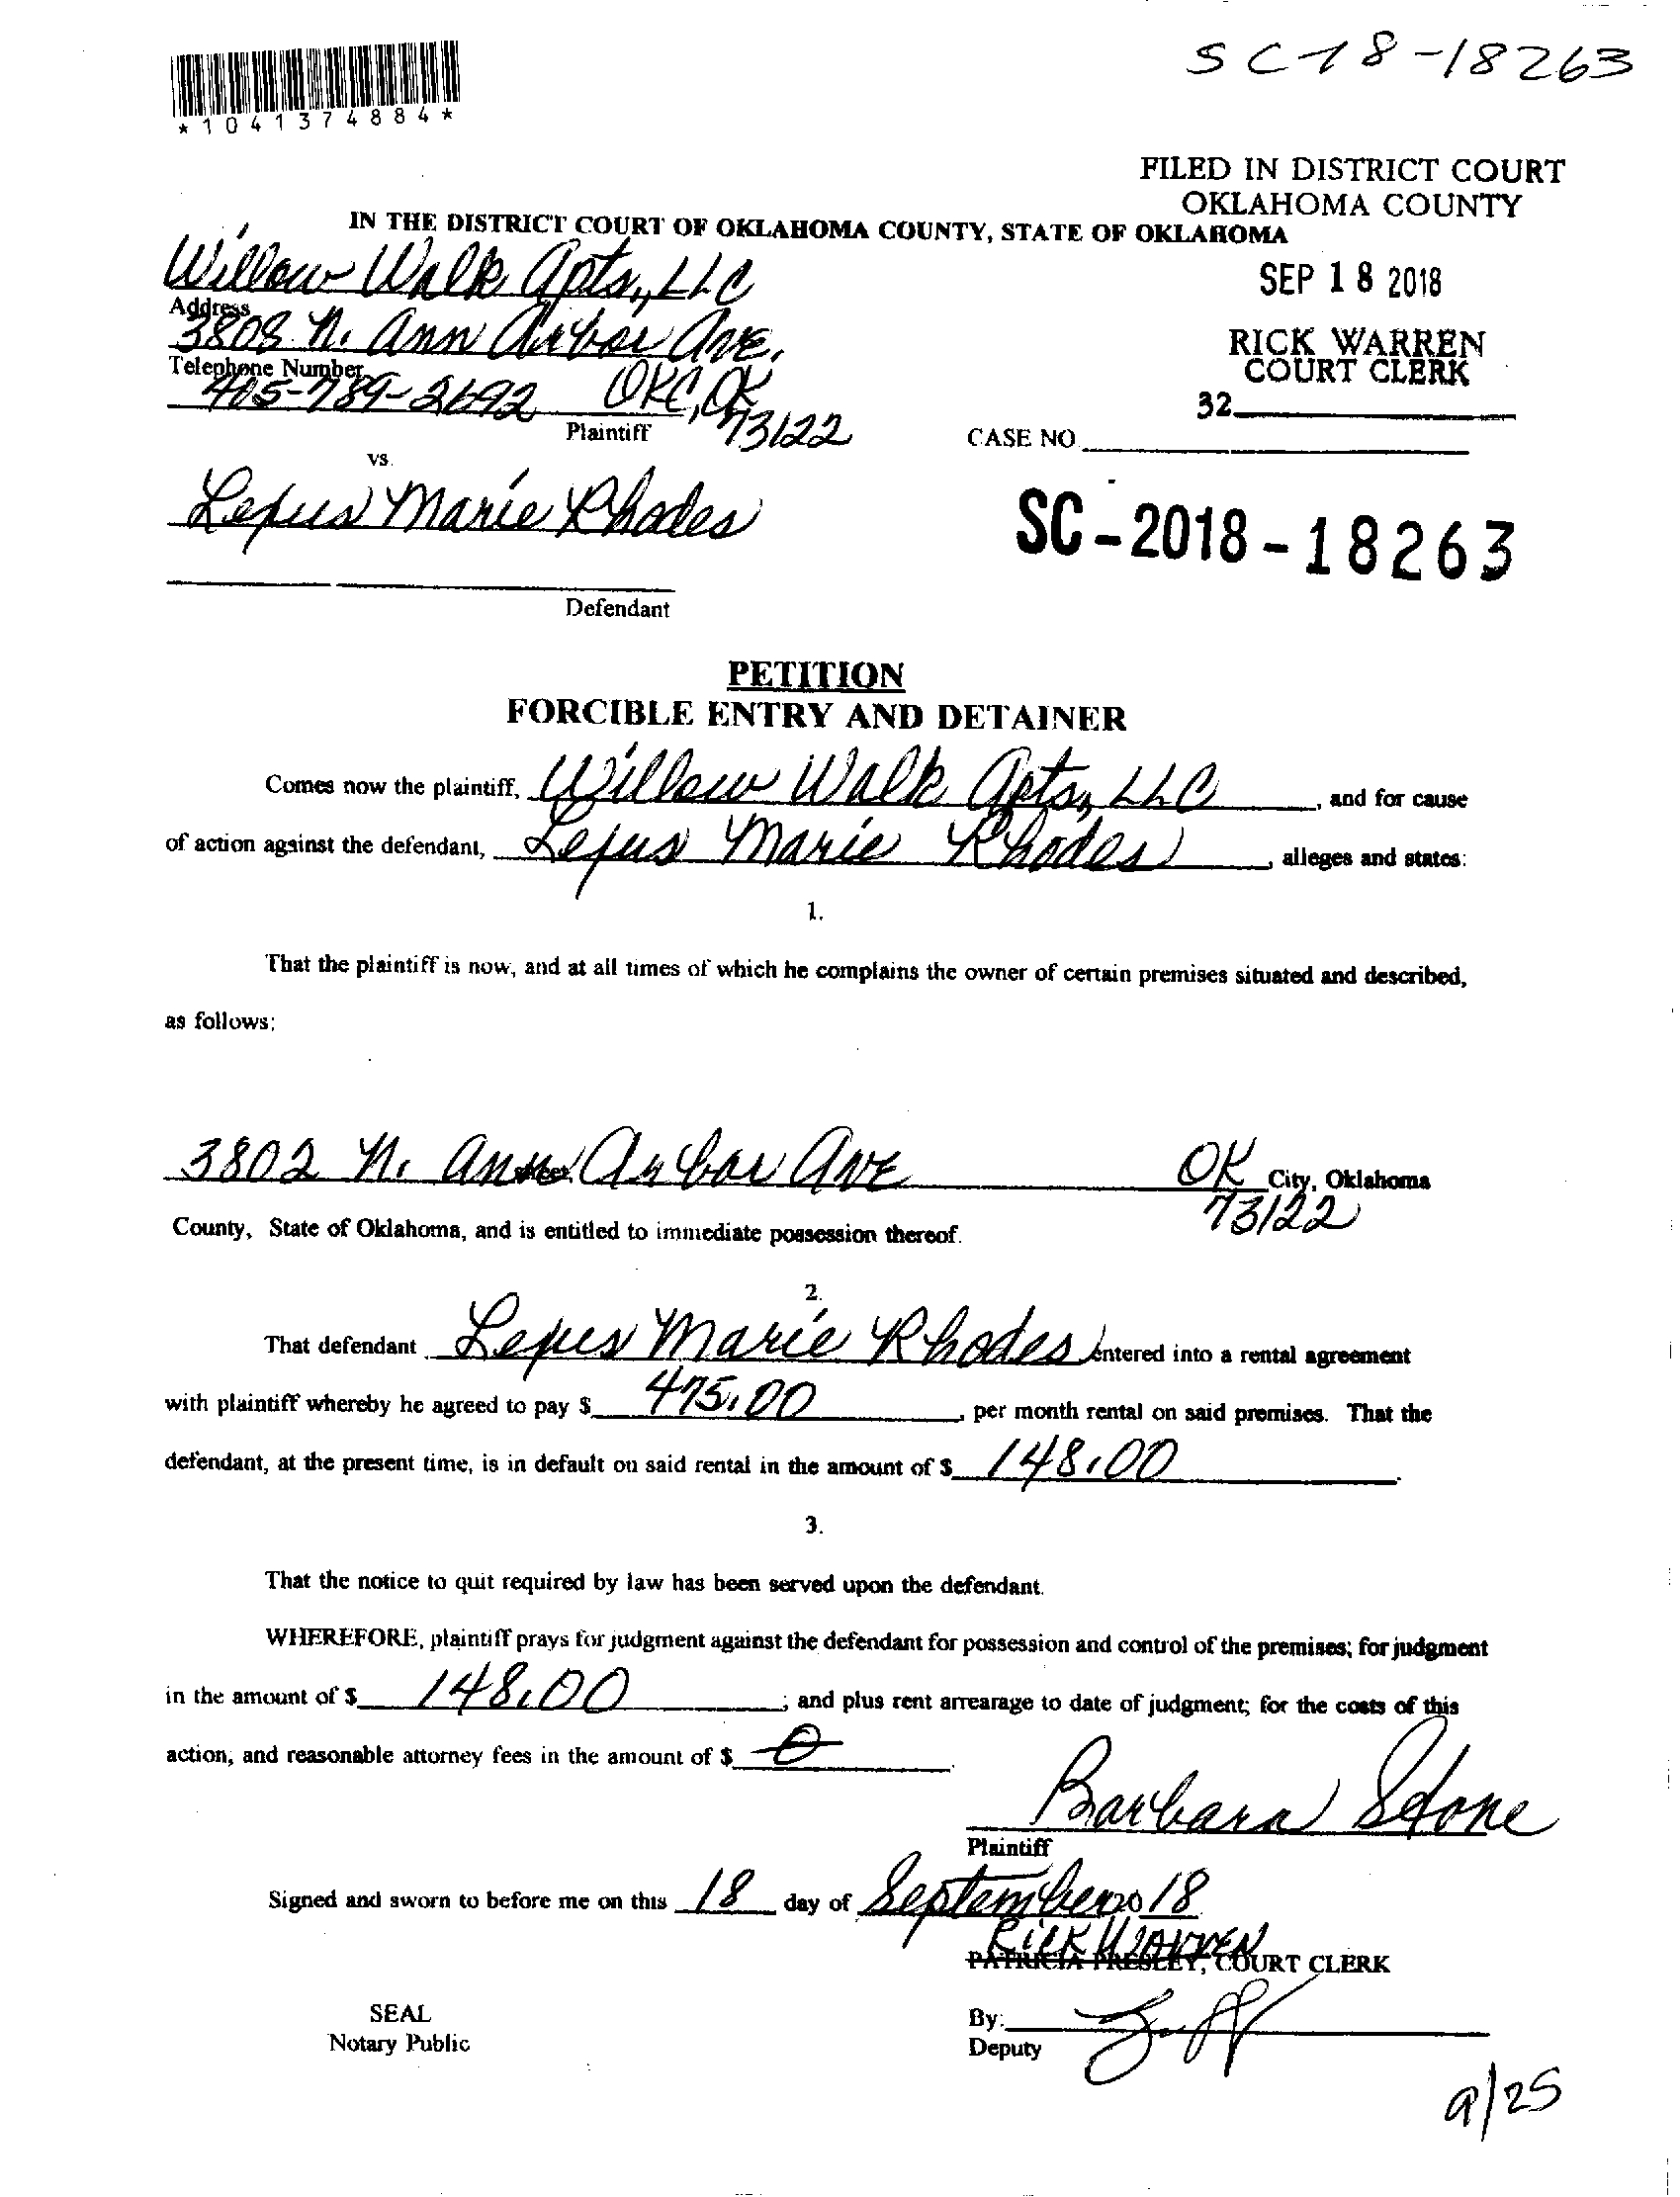 SC18-18263
*1041374884*
FILED IN DISTRICT COURT
OKLAHOMA COUNTY
IN THE DISTRICT COURT OF OKLAHOMA COUNTY, STATE OF OKLAHOMA
Willow Walk Apts, LLC
SEP 18 2018
Address
3808 N. Ann Arbor Ave.
RICK WARREN
COURT CLERK
Telephone Number
405-789-2692 OKC, OK
73122
32
Plaintiff
CASE NO.
vs.
Marie Rhodes
SC-2018-18263
Defendant
PETITION
FORCIBLE ENTRY AND DETAINER
Comes now the plaintiff, Willow Walk Apts, LLC, and for cause
of action against the defendant, Marie Rhodes, alleges and states:
1.
That the plaintiff is now, and at all times of which he complains the owner of certain premises situated and described,
as follows:
3802 N. Ann Arbor Ave OK City, Oklahoma
73122
County, State of Oklahoma, and is entitled to immediate possession thereof.
2.
That defendant Marie Rhodes entered into a rental agreement
with plaintiff whereby he agreed to pay $ 475.00, per month rental on said premises. That the
defendant, at the present time, is in default on said rental in the amount of $ 148.00.
3.
That the notice to quit required by law has been served upon the defendant.
WHEREFORE, plaintiff prays for judgment against the defendant for possession and control of the premises; for judgment
in the amount of $ 148.00; and plus rent arrearage to date of judgment; for the costs of this
action, and reasonable attorney fees in the amount of $ 0.
Barbara Stone
Plaintiff
Signed and sworn to before me on this 18 day of September 2018
Rick Warren
PATRICIA PRESLEY, COURT CLERK
SEAL
Notary Public
By:
Deputy
9/25